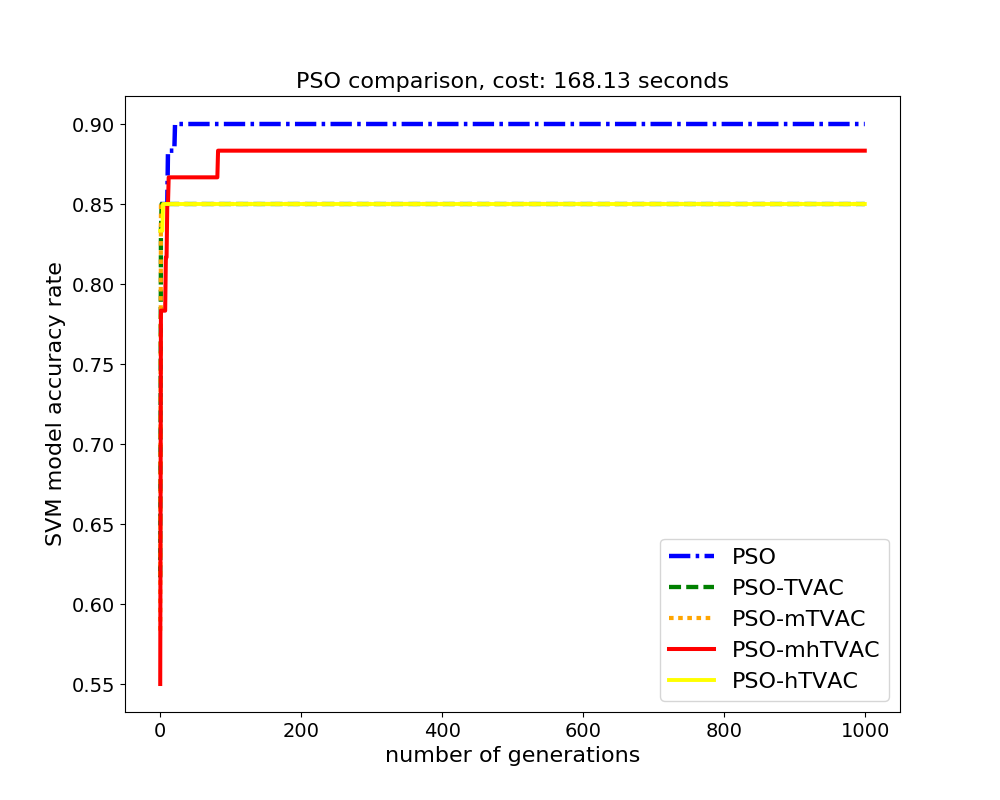 PSO comparison, cost: 168.13 seconds
SVM model accuracy rate
0.90
0.85
0.80
0.75
0.70
0.65
0.60
0.55
0 200 400 600 800 1000
number of generations
PSO
PSO-TVAC
PSO-mTVAC
PSO-mhTVAC
PSO-hTVAC